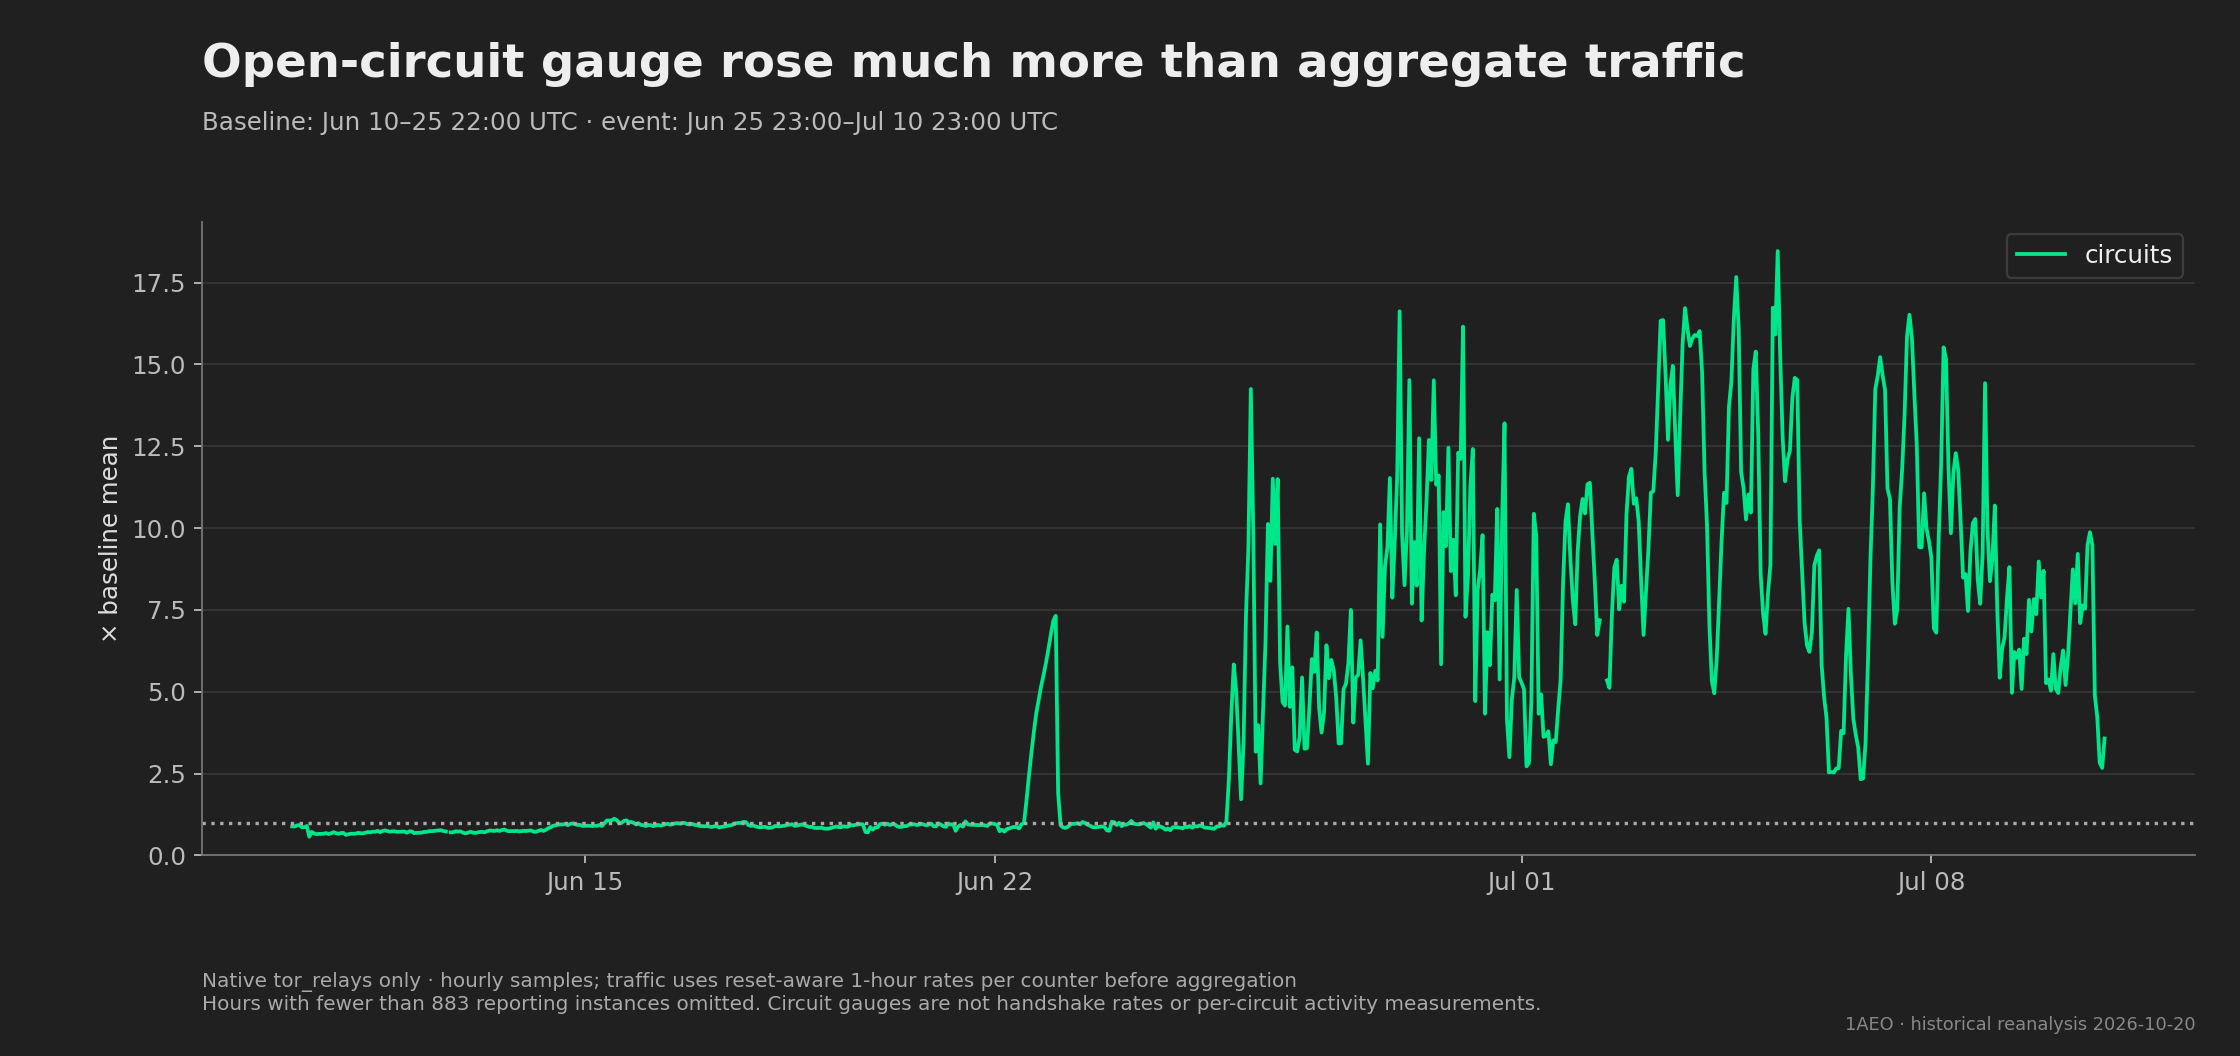 Open-circuit gauge rose much more than aggregate traffic
Baseline: Jun 10–25 22:00 UTC · event: Jun 25 23:00–Jul 10 23:00 UTC
circuits
× baseline mean
17.5
15.0
12.5
10.0
7.5
5.0
2.5
0.0
Jun 15
Jun 22
Jul 01
Jul 08
Native tor_relays only · hourly samples; traffic uses reset-aware 1-hour rates per counter before aggregation
Hours with fewer than 883 reporting instances omitted. Circuit gauges are not handshake rates or per-circuit activity measurements.
1AEO · historical reanalysis 2026-10-20